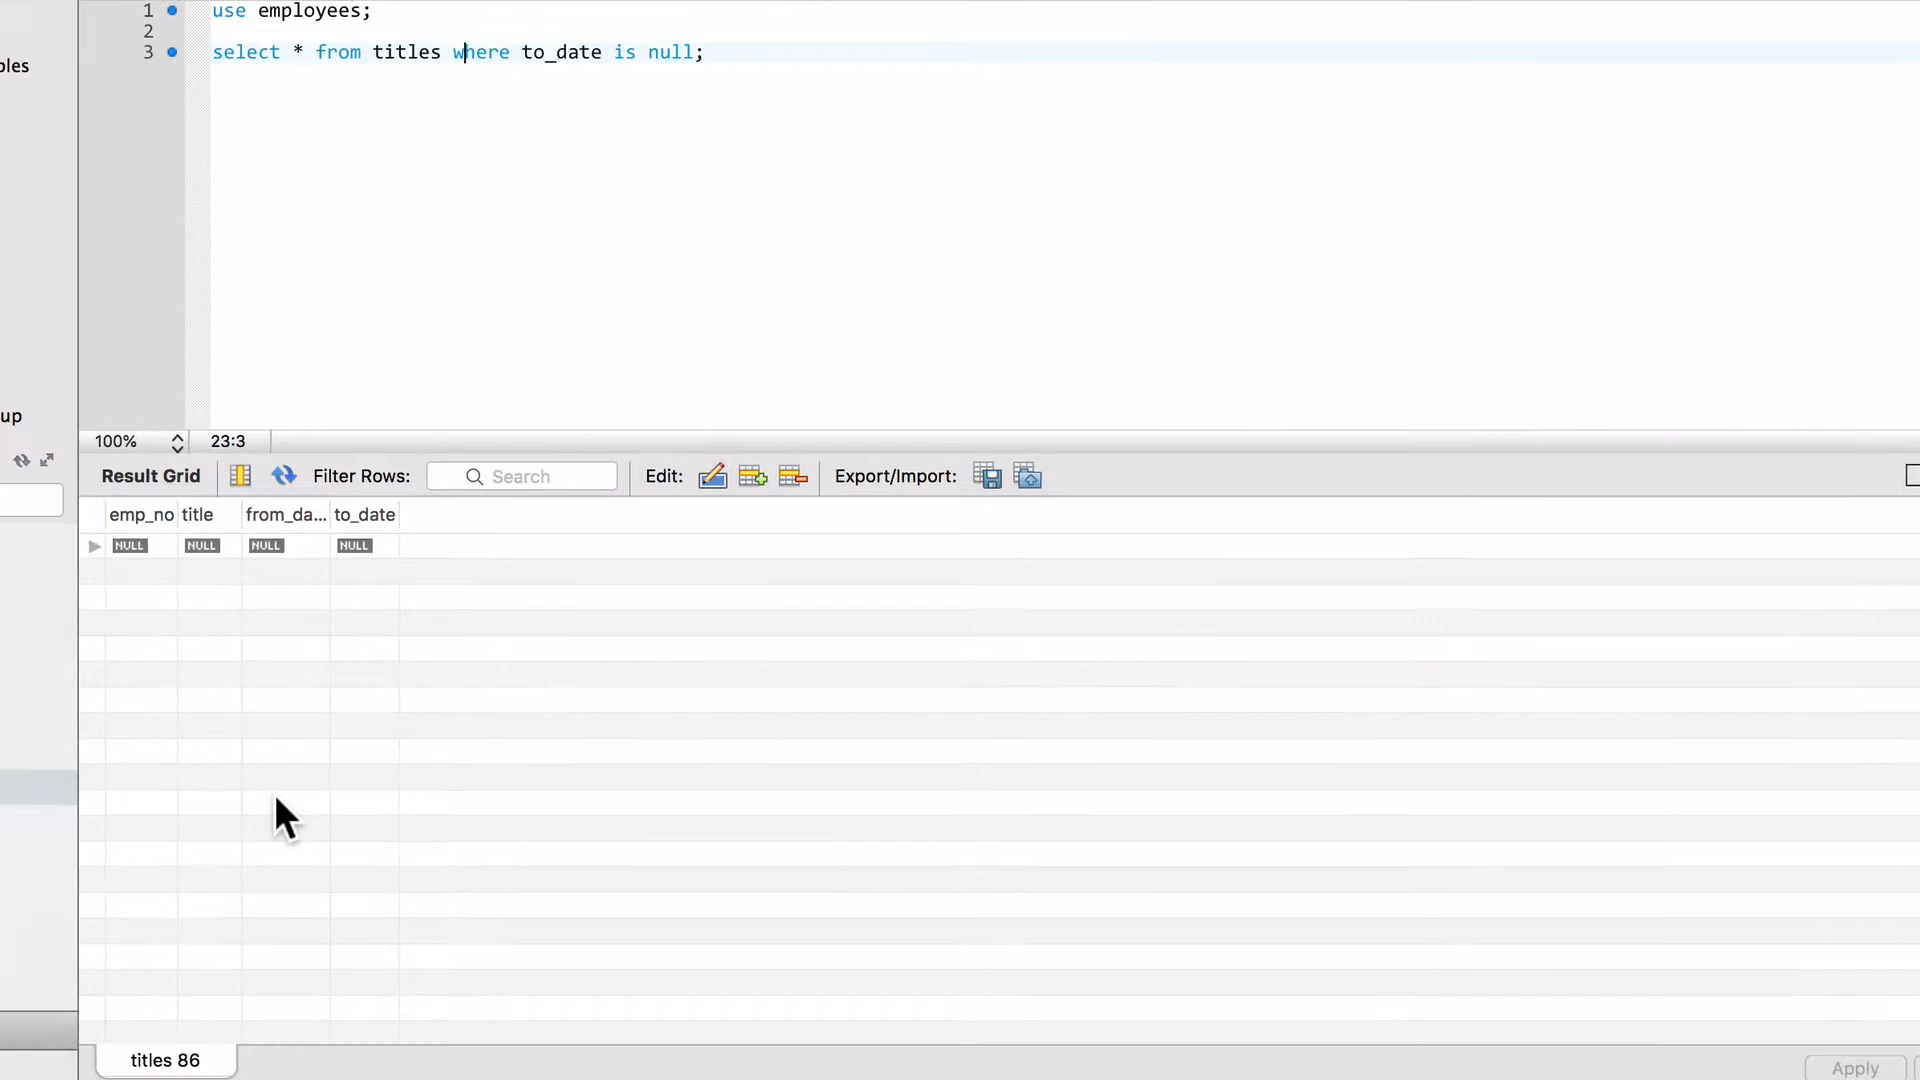 1 use employees;
2
3 select * from titles where to_date is null;
bles
up
100% 23:3
Result Grid Filter Rows: Search Edit: Export/Import:
emp_no title from_da... to_date
NULL NULL NULL NULL
titles 86
Apply